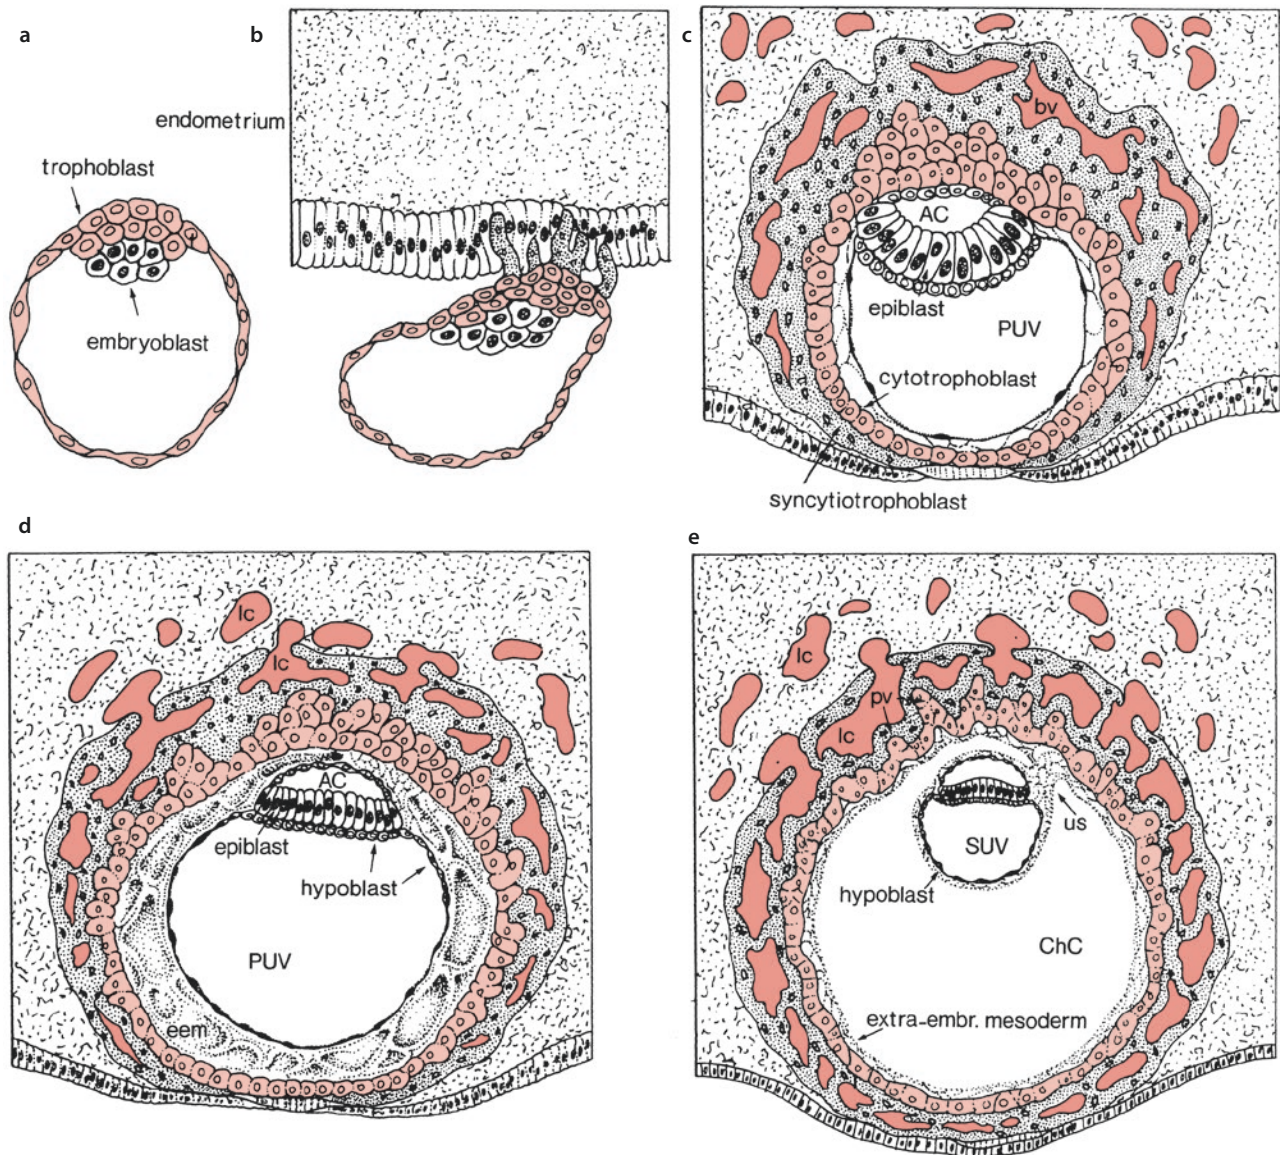 a
b
c
endometrium
trophoblast
embryoblast
bv
AC
epiblast
PUV
cytotrophoblast
syncytiotrophoblast
d
lc
lc
AC
epiblast
hypoblast
PUV
eem
e
lc
pv
lc
us
SUV
hypoblast
ChC
extra-embr. mesoderm